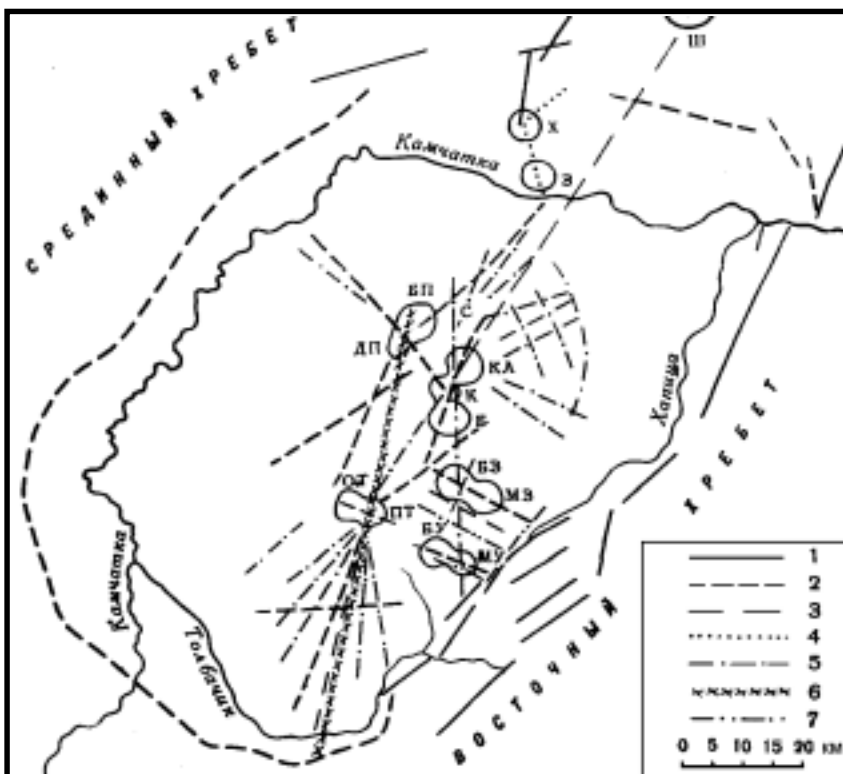 СРЕДИННЫЙ ХРЕБЕТ
Ш
Х
Камчатка
З
БП
С
ДП
КА
К
Б
Хапица
БЗ
ОТ
МЗ
ПТ
БУ
МУ
ХРЕБЕТ
Камчатка
Толбачик
ВОСТОЧНЫЙ
1
2
3
4
5
6
7
0 5 10 15 20 КМ